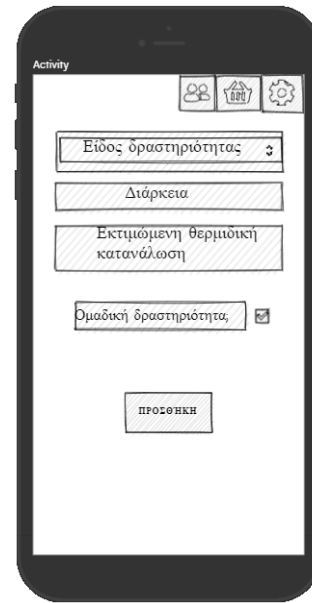 Activity
Είδος δραστηριότητας
Διάρκεια
Εκτιμώμενη θερμιδική
κατανάλωση
Ομαδική δραστηριότητα;
ΠΡΟΣΘΗΚΗ